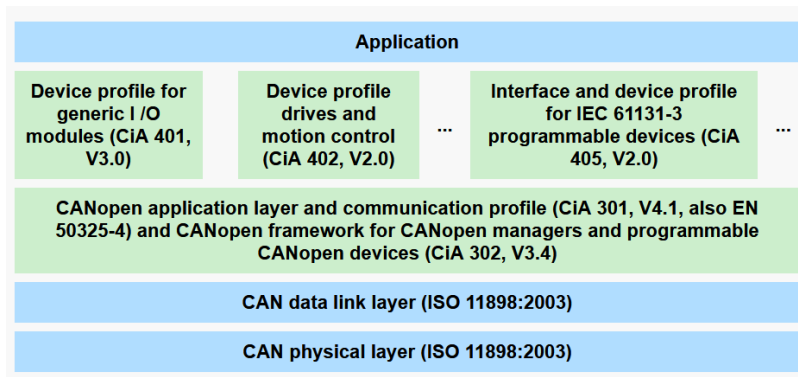 Application
Device profile for
generic I /O
modules (CiA 401,
V3.0)
Device profile
drives and
motion control
(CiA 402, V2.0)
...
Interface and device profile
for IEC 61131-3
programmable devices (CiA
405, V2.0)
...
CANopen application layer and communication profile (CiA 301, V4.1, also EN
50325-4) and CANopen framework for CANopen managers and programmable
CANopen devices (CiA 302, V3.4)
CAN data link layer (ISO 11898:2003)
CAN physical layer (ISO 11898:2003)